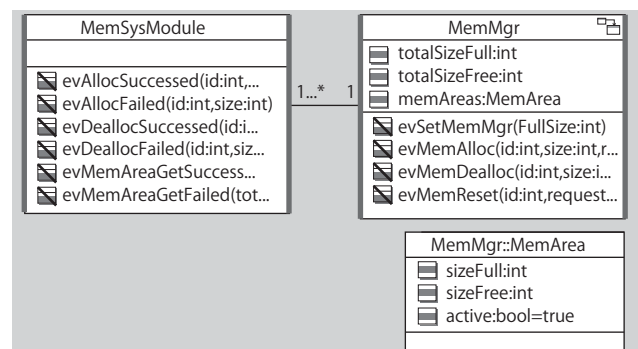 MemSysModule
evAllocSuccessed(id:int,...
evAllocFailed(id:int,size:int)
evDeallocSuccessed(id:i...
evDeallocFailed(id:int,siz...
evMemAreaGetSuccess...
evMemAreaGetFailed(tot...
1...* 1
MemMgr
totalSizeFull:int
totalSizeFree:int
memAreas:MemArea
evSetMemMgr(FullSize:int)
evMemAlloc(id:int,size:int,r...
evMemDealloc(id:int,size:i...
evMemReset(id:int,request...
MemMgr::MemArea
sizeFull:int
sizeFree:int
active:bool=true